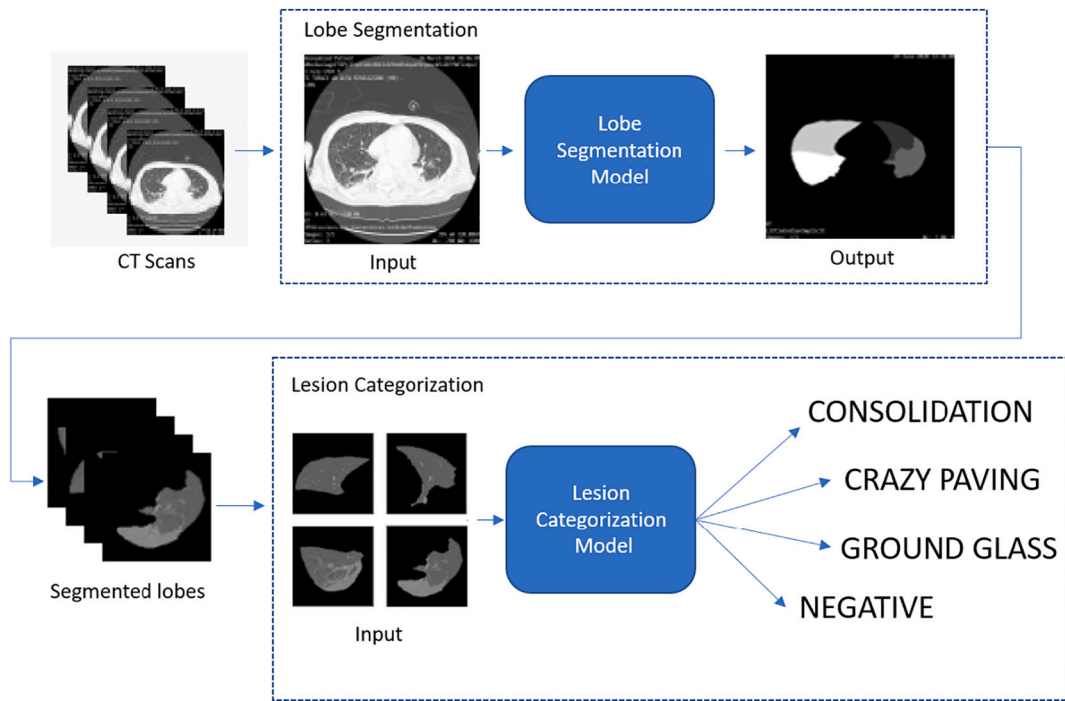 Lobe Segmentation
Lobe
Segmentation
Model
CT Scans
Input
Output
Lesion Categorization
CONSOLIDATION
CRAZY PAVING
GROUND GLASS
NEGATIVE
Lesion
Categorization
Model
Segmented lobes
Input